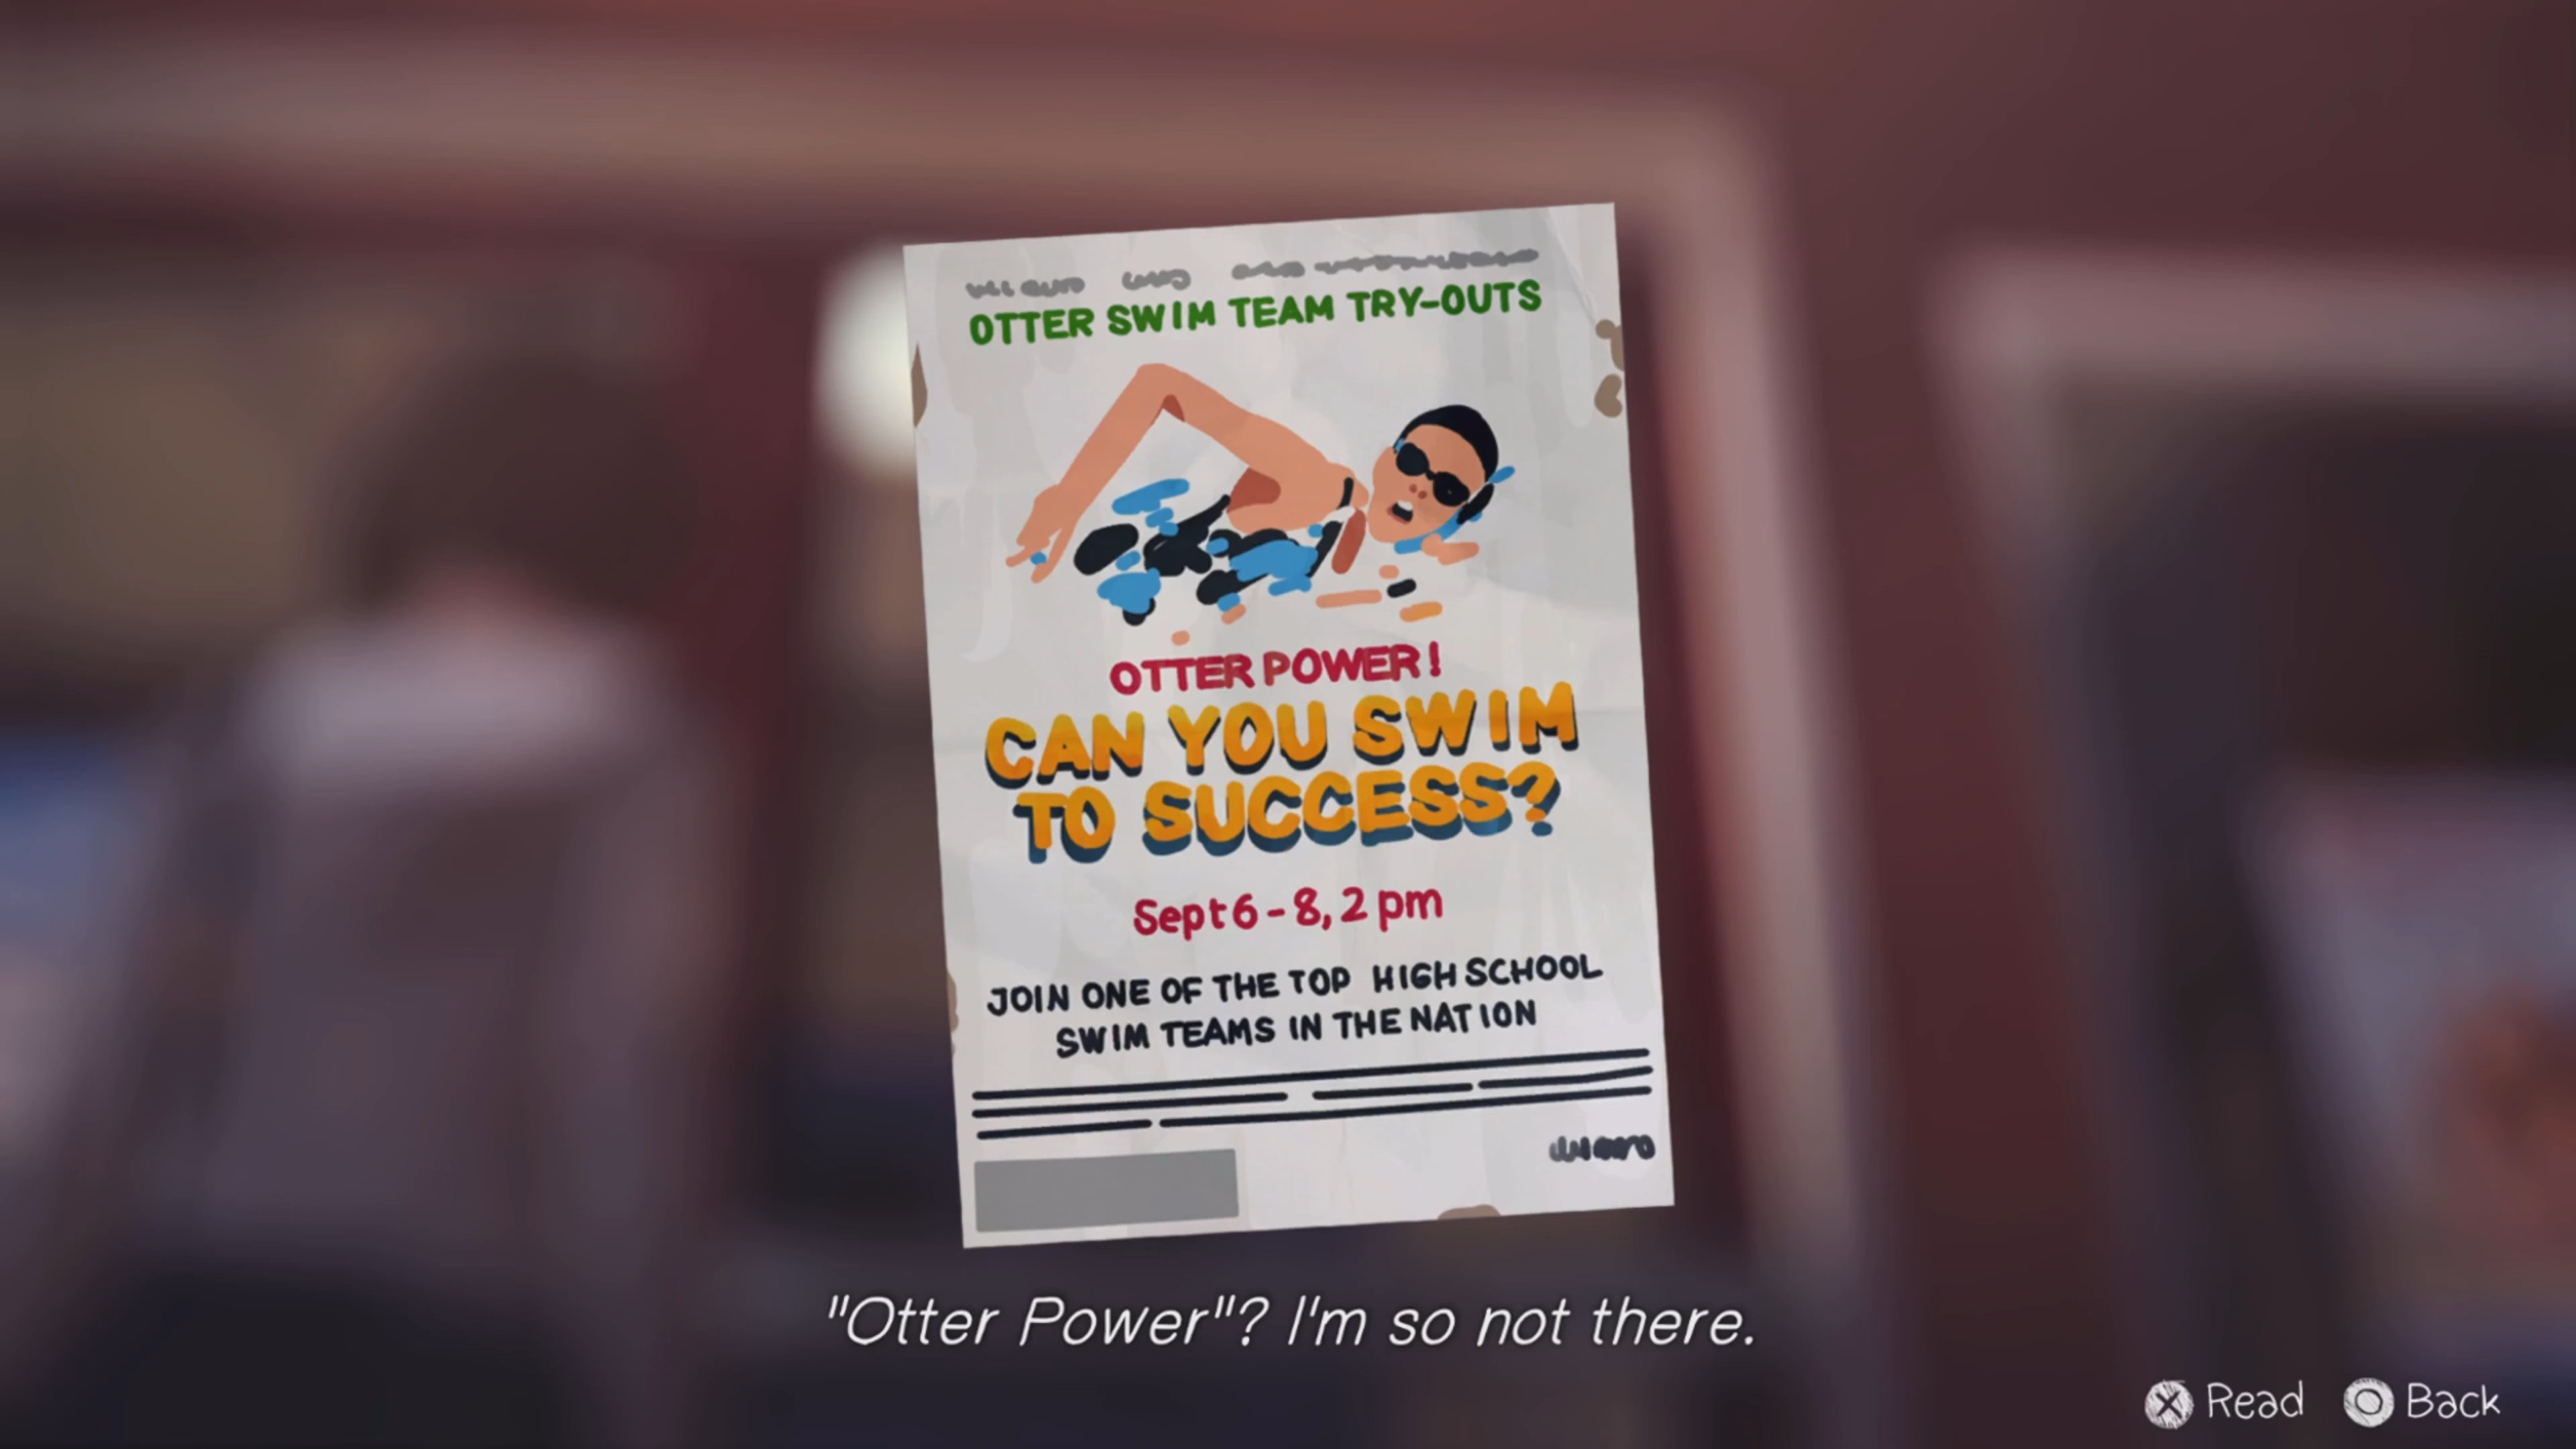 OTTER SWIM TEAM TRY-OUTS
OTTER POWER!
CAN YOU SWIM
TO SUCCESS?
Sept 6-8, 2 pm
JOIN ONE OF THE TOP HIGH SCHOOL
SWIM TEAMS IN THE NATION
"Otter Power"? I'm so not there.
Read
Back